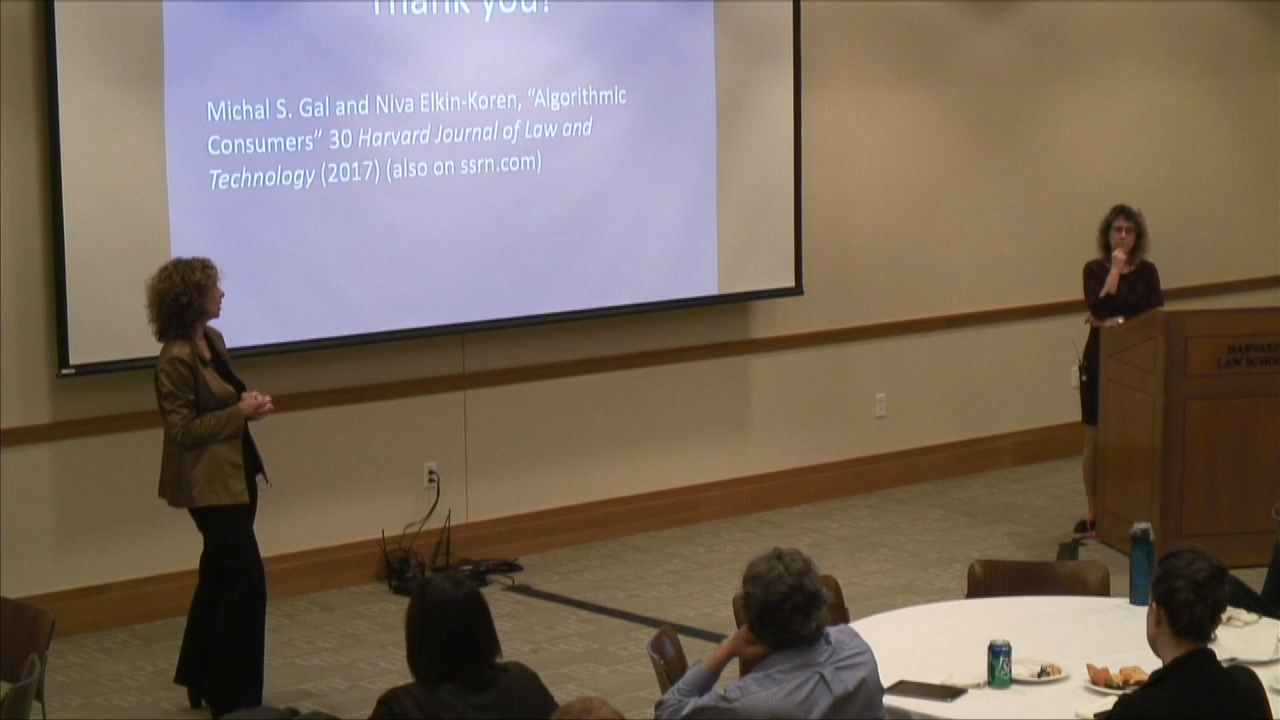 Thank you!
Michal S. Gal and Niva Elkin-Koren, “Algorithmic
Consumers” 30 Harvard Journal of Law and
Technology (2017) (also on ssrn.com)
HARVARD
LAW SCHOO